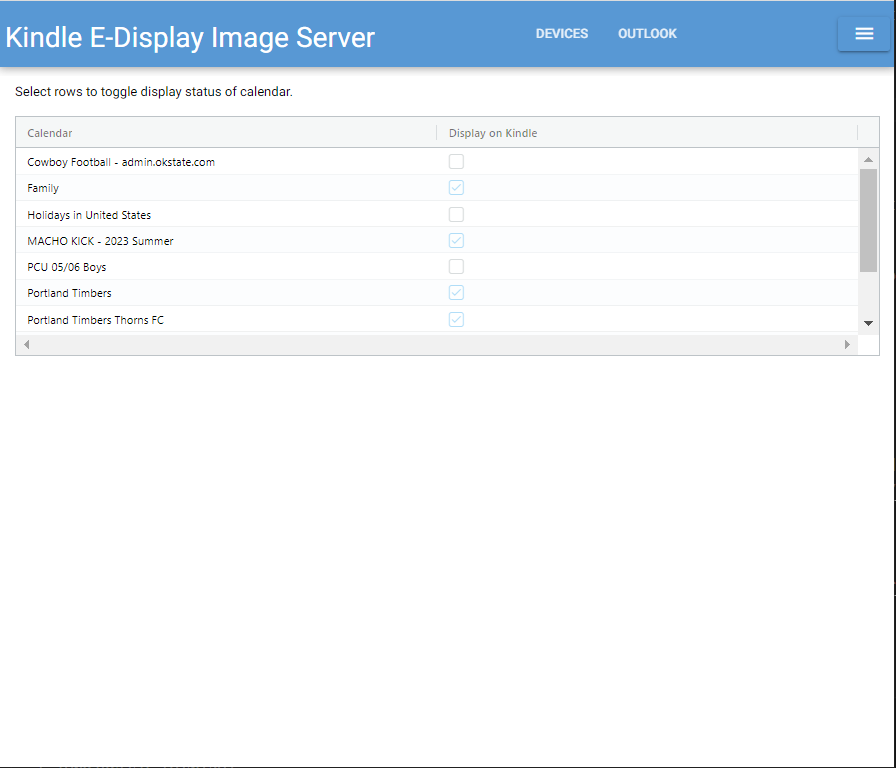 Kindle E-Display Image Server
DEVICES
OUTLOOK
Select rows to toggle display status of calendar.
Calendar
Display on Kindle
Cowboy Football - admin.okstate.com
Family
Holidays in United States
MACHO KICK - 2023 Summer
PCU 05/06 Boys
Portland Timbers
Portland Timbers Thorns FC